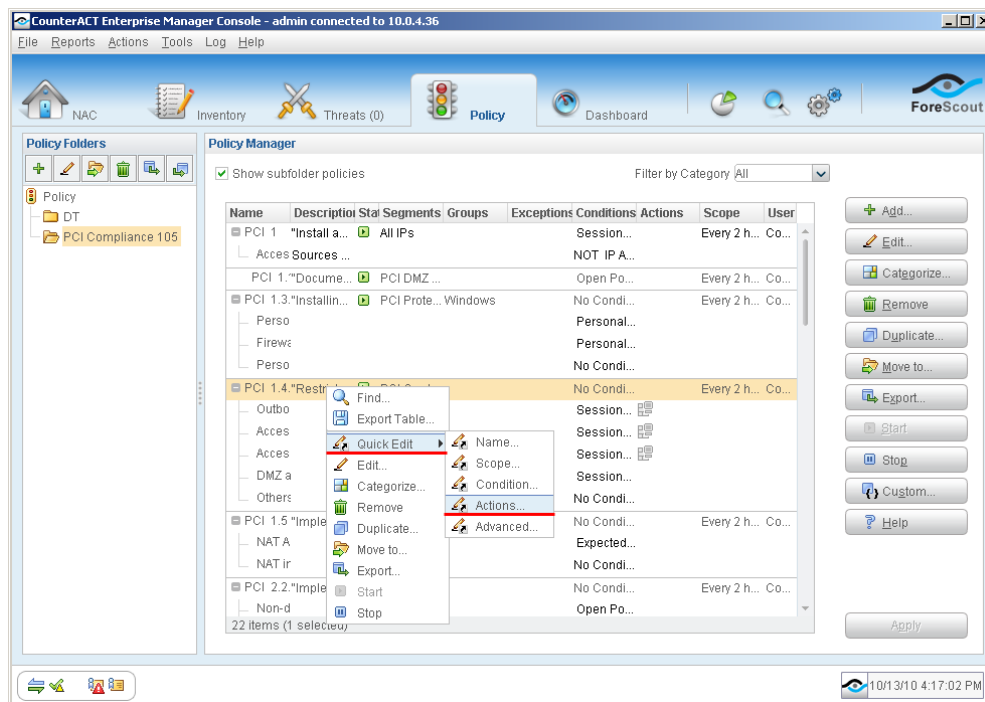 CounterACT Enterprise Manager Console - admin connected to 10.0.4.36
File Reports Actions Tools Log Help
NAC Inventory Threats (0) Policy Dashboard ForeScout
Policy Folders
Policy
DT
PCI Compliance 105
Policy Manager
Show subfolder policies Filter by Category All
Name Descriptior Stat Segments Groups Exceptions Conditions Actions Scope User
PCI 1 "Install a... All IPs Session... Every 2 h... Co...
Acces Sources ... NOT IP A...
PCI 1. "Docume... PCI DMZ ... Open Po... Every 2 h... Co...
PCI 1.3. "Installin... PCI Prote... Windows No Condi... Every 2 h... Co...
Perso Personal...
Firewa Personal...
Perso No Condi...
PCI 1.4. "Restri No Condi... Every 2 h... Co...
Outbo Session...
Acces Session...
Acces Session...
DMZ a Session...
Others No Condi...
PCI 1.5 "Imple No Condi... Every 2 h... Co...
NAT A Expected...
NAT ir No Condi...
PCI 2.2. "Imple No Condi... Every 2 h... Co...
Non-d Open Po...
22 items (1 selected)
Find...
Export Table...
Quick Edit
Edit...
Categorize...
Remove
Duplicate...
Move to...
Export...
Start
Stop
Name...
Scope...
Condition...
Actions...
Advanced...
Add...
Edit...
Categorize...
Remove
Duplicate...
Move to...
Export...
Start
Stop
Custom...
Help
Apply
10/13/10 4:17:02 PM